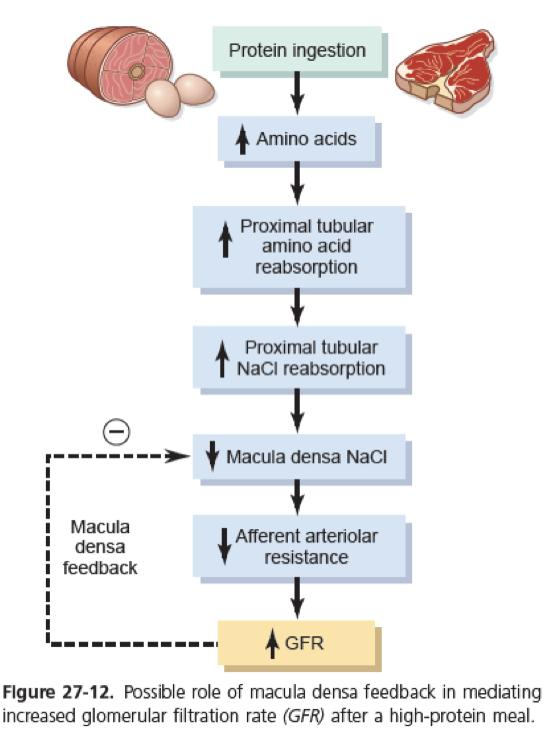 Protein ingestion
Amino acids
Proximal tubular
amino acid
reabsorption
Proximal tubular
NaCl reabsorption
Macula densa NaCl
Afferent arteriolar
resistance
GFR
Macula
densa
feedback
Figure 27-12. Possible role of macula densa feedback in mediating
increased glomerular filtration rate (GFR) after a high-protein meal.